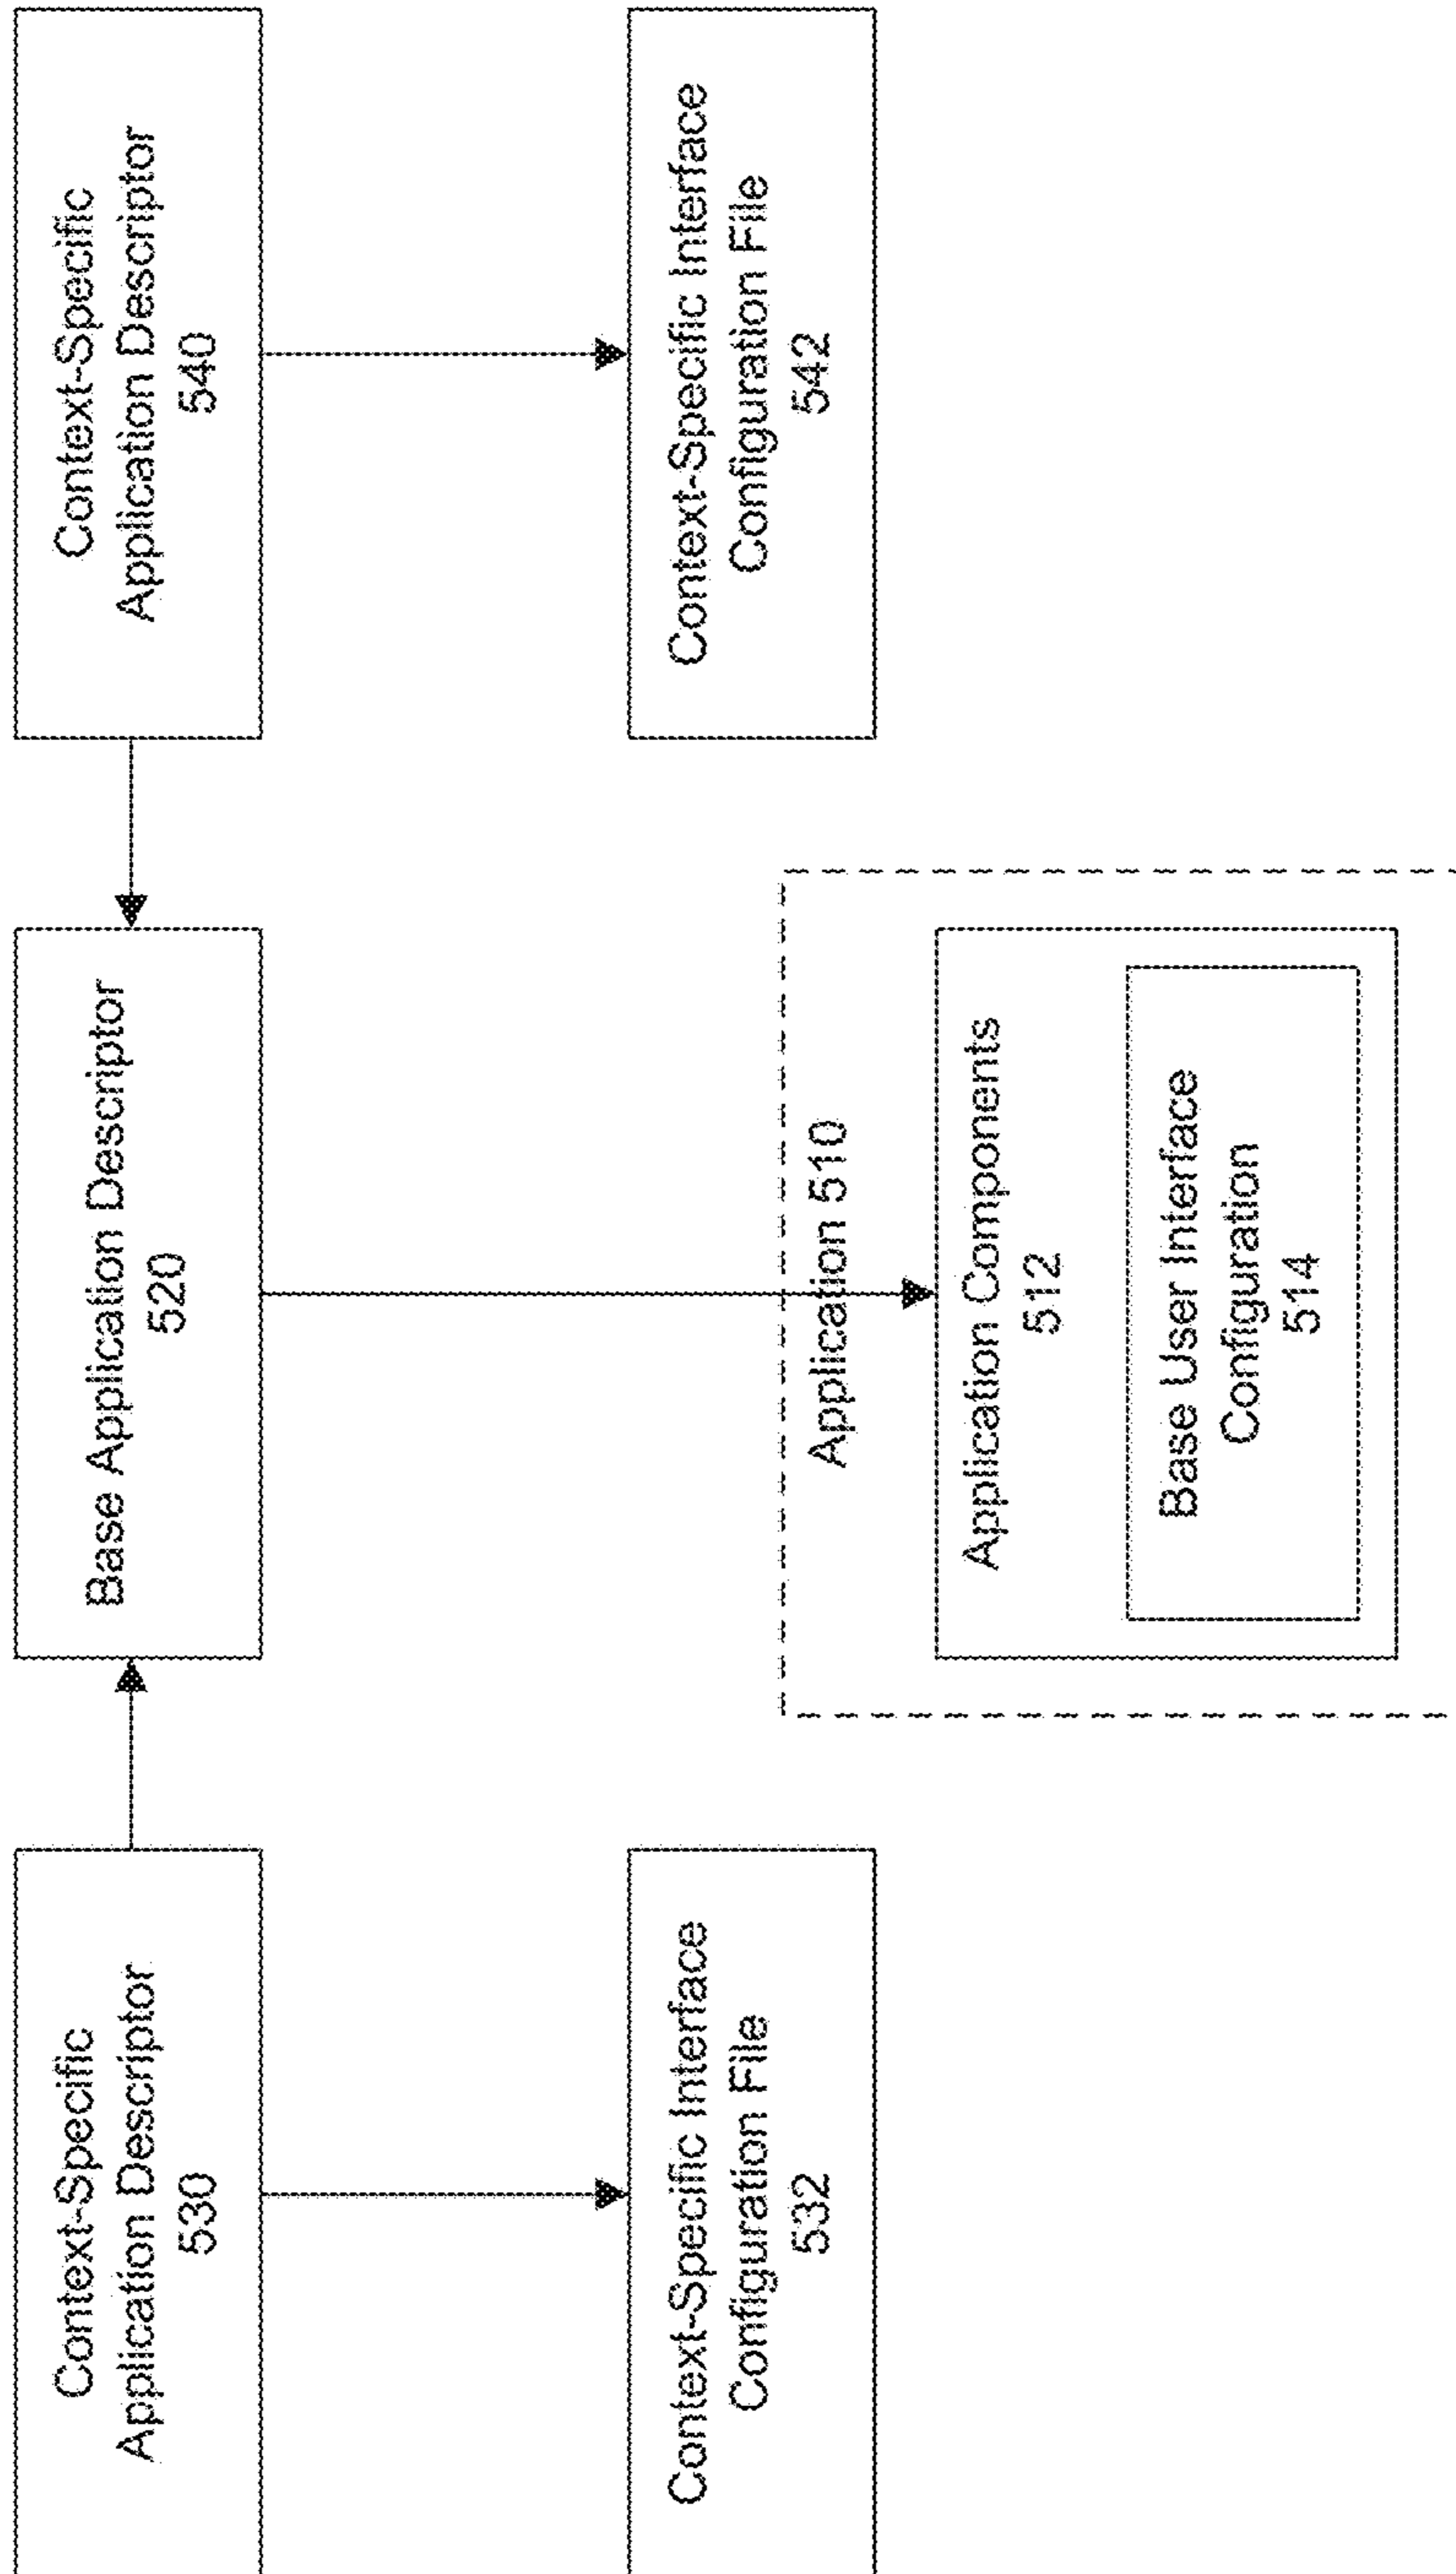 Context-Specific
Application Descriptor
530
Base Application Descriptor
520
Context-Specific
Application Descriptor
540
Context-Specific Interface
Configuration File
532
Context-Specific Interface
Configuration File
542
Application 510
Application Components
512
Base User Interface
Configuration
514